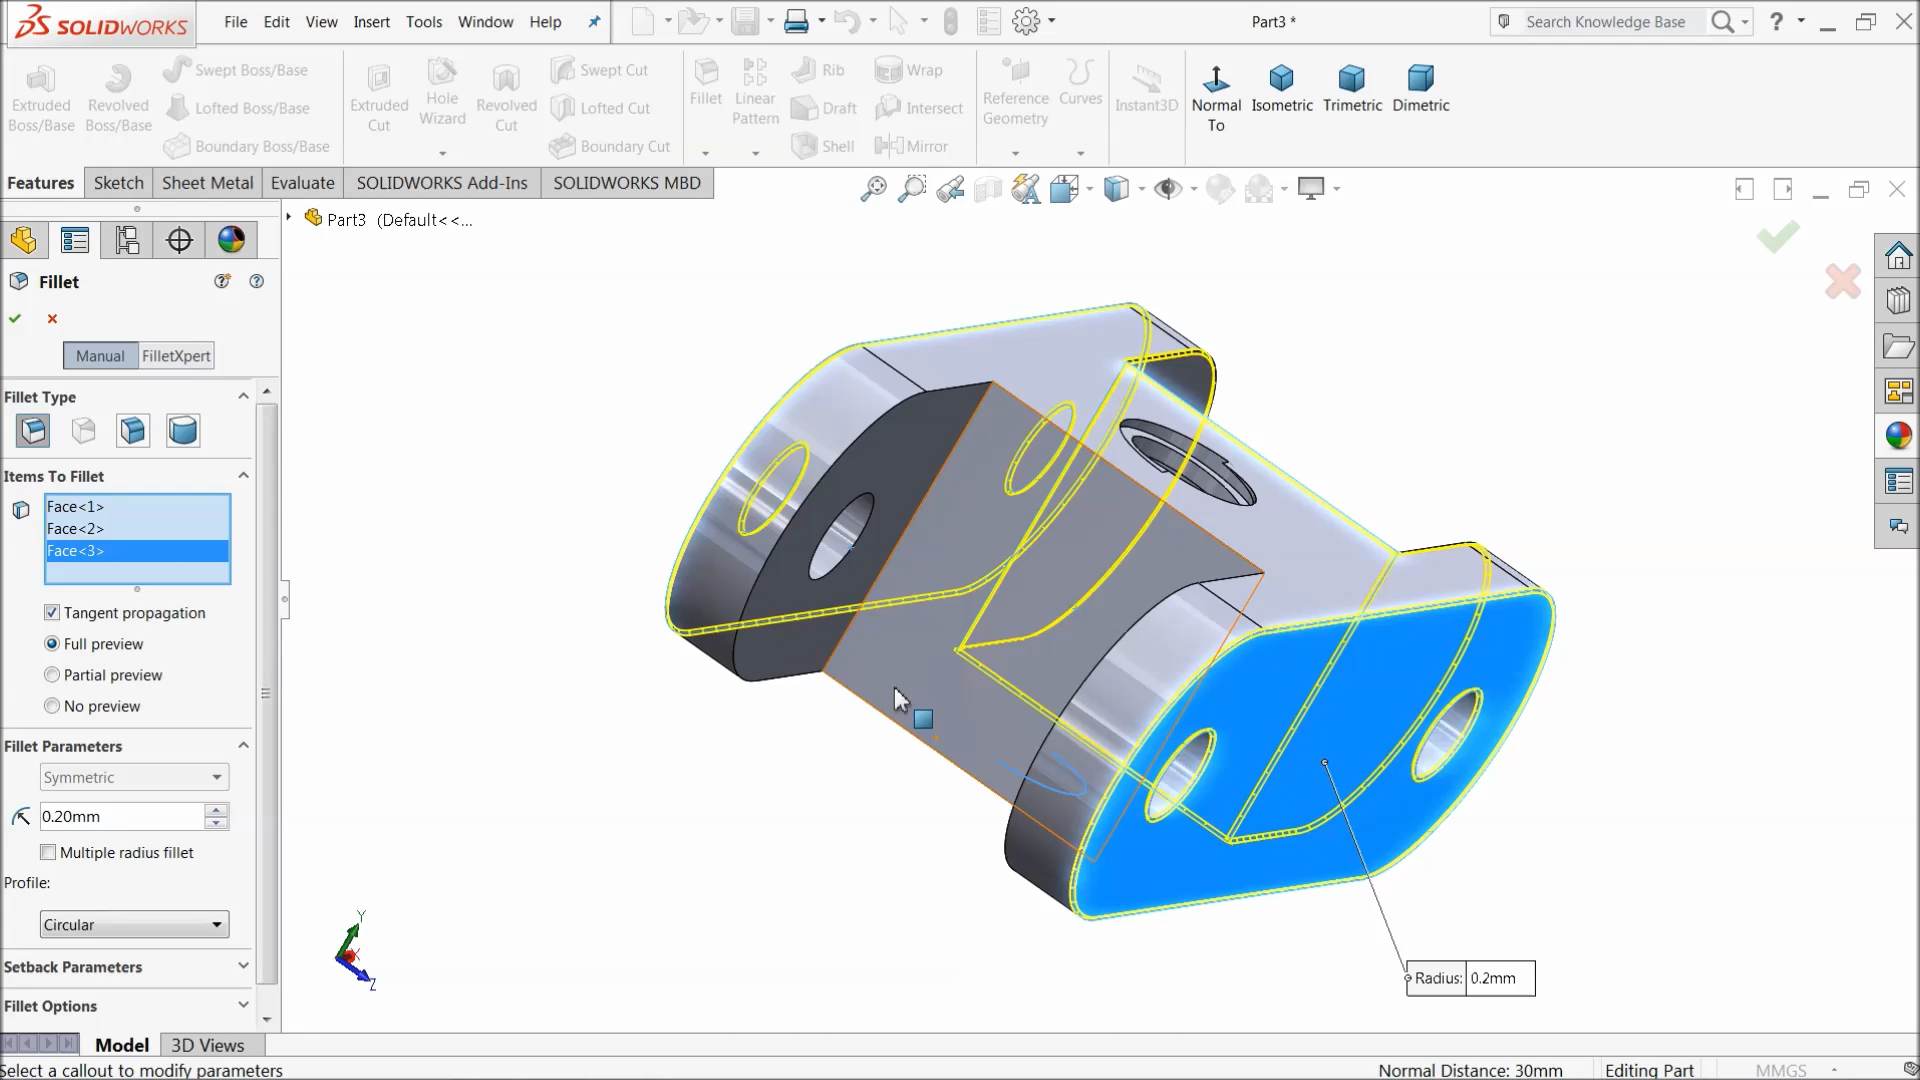 SOLIDWORKS
File Edit View Insert Tools Window Help
Part3 *
Search Knowledge Base
?
Extruded Boss/Base
Revolved Boss/Base
Swept Boss/Base
Lofted Boss/Base
Boundary Boss/Base
Extruded Cut
Hole Wizard
Revolved Cut
Swept Cut
Lofted Cut
Boundary Cut
Fillet
Linear Pattern
Rib
Draft
Shell
Wrap
Intersect
Mirror
Reference Geometry
Curves
Instant3D
Normal To
Isometric
Trimetric
Dimetric
Features Sketch Sheet Metal Evaluate SOLIDWORKS Add-Ins SOLIDWORKS MBD
Part3 (Default<<...
Fillet
Manual FilletXpert
Fillet Type
Items To Fillet
Face<1>
Face<2>
Face<3>
Tangent propagation
Full preview
Partial preview
No preview
Fillet Parameters
Symmetric
0.20mm
Multiple radius fillet
Profile:
Circular
Setback Parameters
Fillet Options
Y
X
Z
Radius: 0.2mm
Model 3D Views
Select a callout to modify parameters
Normal Distance: 30mm Editing Part MMGS